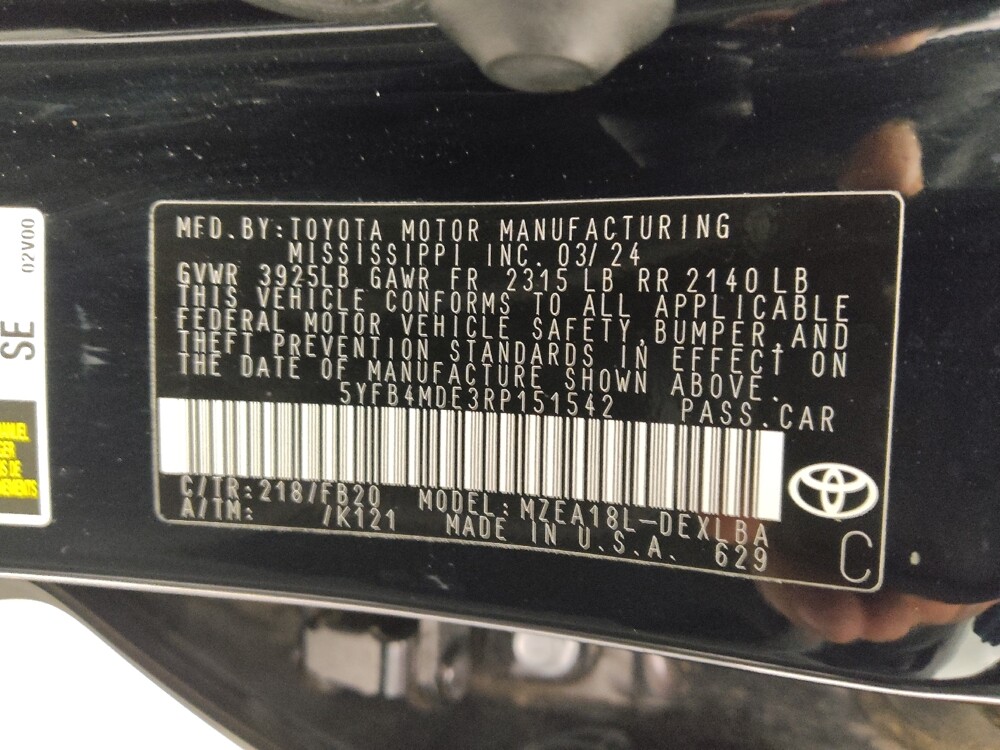 MFD.BY:TOYOTA MOTOR MANUFACTURING
MISSISSIPPI INC. 03/24
GVWR 3925LB GAWR FR 2315 LB RR 2140 LB
THIS VEHICLE CONFORMS TO ALL APPLICABLE
FEDERAL MOTOR VEHICLE SAFETY,BUMPER,AND
THEFT PREVENTION STANDARDS IN EFFECT ON
THE DATE OF MANUFACTURE SHOWN ABOVE.
5YFB4MDE3RP151542 PASS.CAR
C/TR:218/FB20 MODEL:MZEA18L-DEXLBA
A/TM: /K121 MADE IN U.S.A. 629
C
02V00
SE